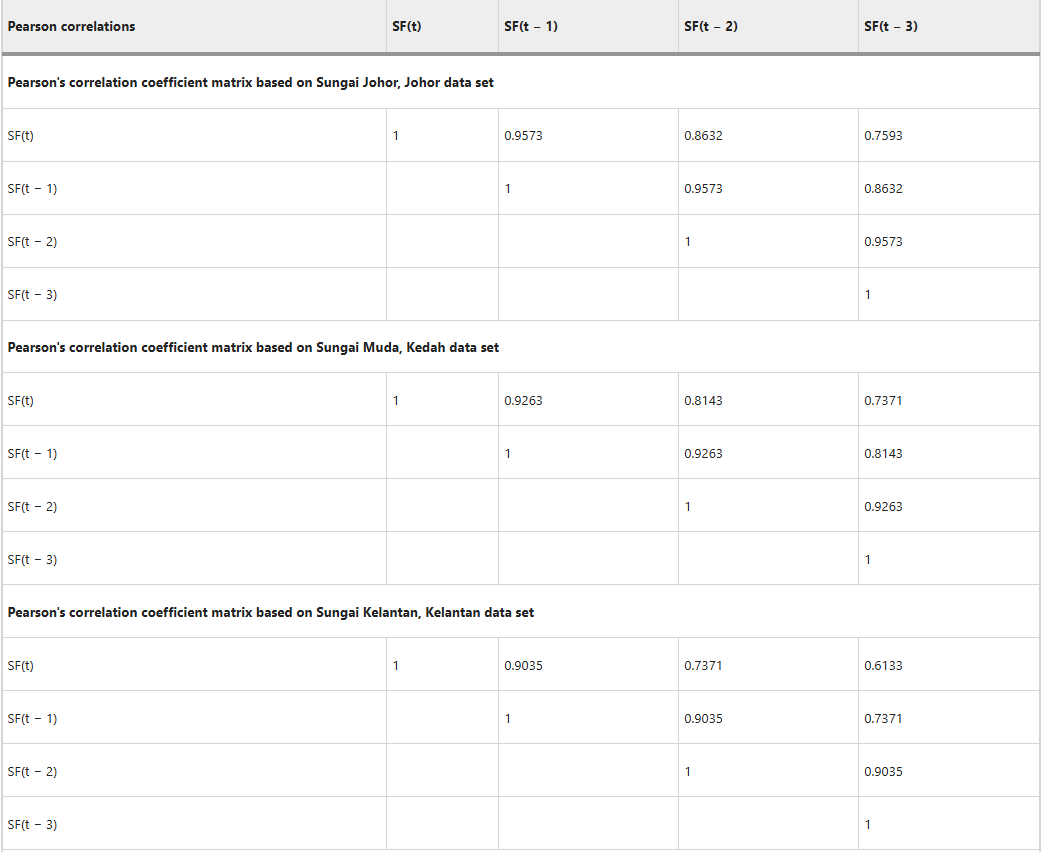 Pearson correlations SF(t) SF(t − 1) SF(t − 2) SF(t − 3)
Pearson's correlation coefficient matrix based on Sungai Johor, Johor data set
SF(t) 1 0.9573 0.8632 0.7593
SF(t − 1) 1 0.9573 0.8632
SF(t − 2) 1 0.9573
SF(t − 3) 1
Pearson's correlation coefficient matrix based on Sungai Muda, Kedah data set
SF(t) 1 0.9263 0.8143 0.7371
SF(t − 1) 1 0.9263 0.8143
SF(t − 2) 1 0.9263
SF(t − 3) 1
Pearson's correlation coefficient matrix based on Sungai Kelantan, Kelantan data set
SF(t) 1 0.9035 0.7371 0.6133
SF(t − 1) 1 0.9035 0.7371
SF(t − 2) 1 0.9035
SF(t − 3) 1